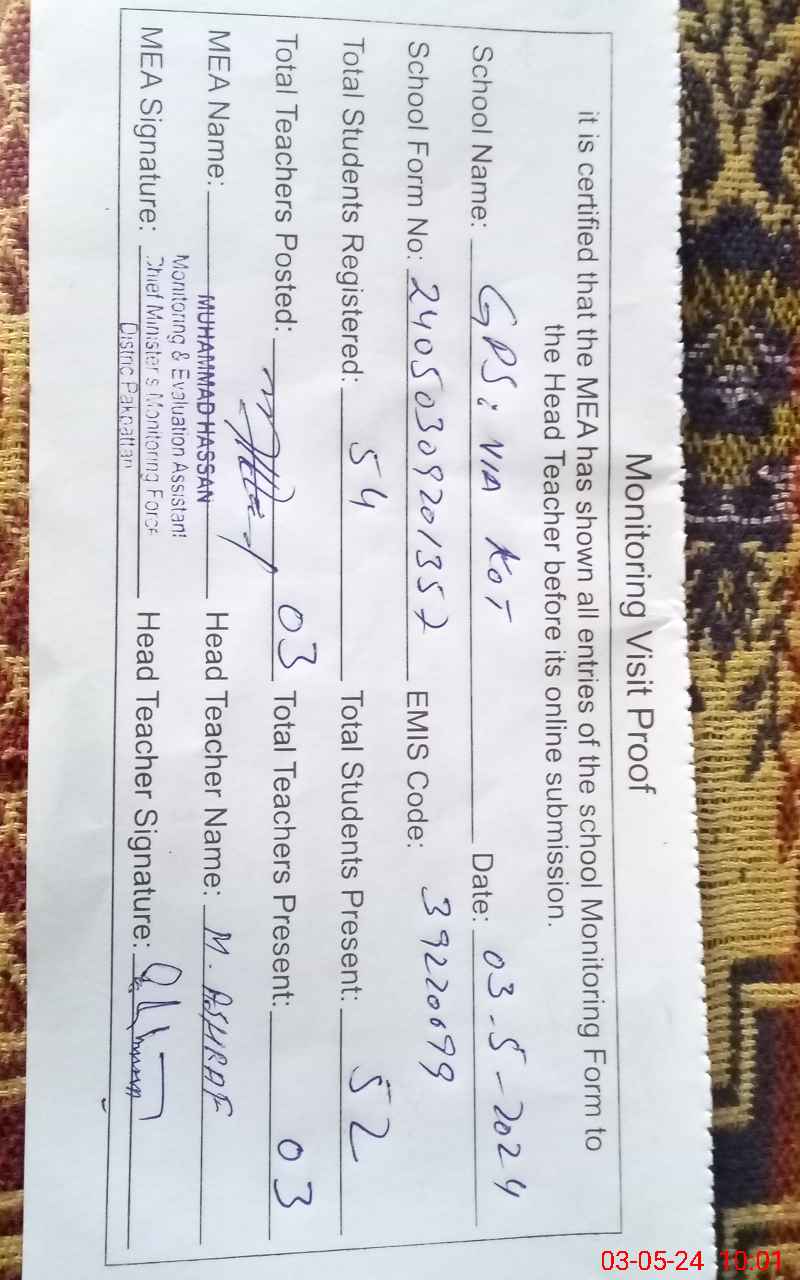 Monitoring Visit Proof
it is certified that the MEA has shown all entries of the school Monitoring Form to
the Head Teacher before its online submission.
School Name: GPS: NIA KOT Date: 03-5-2024
School Form No: 24050309201357 EMIS Code: 39220099
Total Students Registered: 54 Total Students Present: 52
Total Teachers Posted: 03 Total Teachers Present: 03
MEA Name: MUHAMMAD HASSAN Head Teacher Name: M. ASHRAF
Monitoring & Evaluation Assistant
MEA Signature: Chief Minister's Monitoring Force Head Teacher Signature:
Distric Pakpattan
03-05-24 10:01